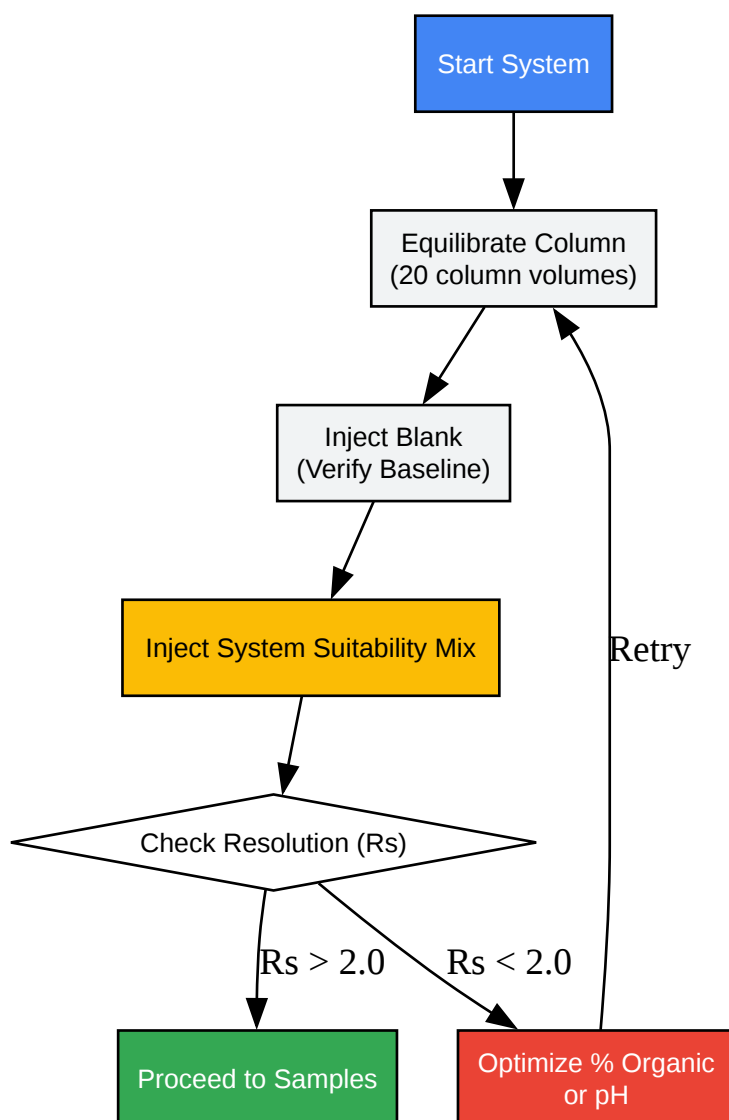 Start System
Equilibrate Column
(20 column volumes)
Inject Blank
(Verify Baseline)
Inject System Suitability Mix
Retry
Check Resolution (Rs)
Rs > 2.0
Rs < 2.0
Proceed to Samples
Optimize % Organic
or pH